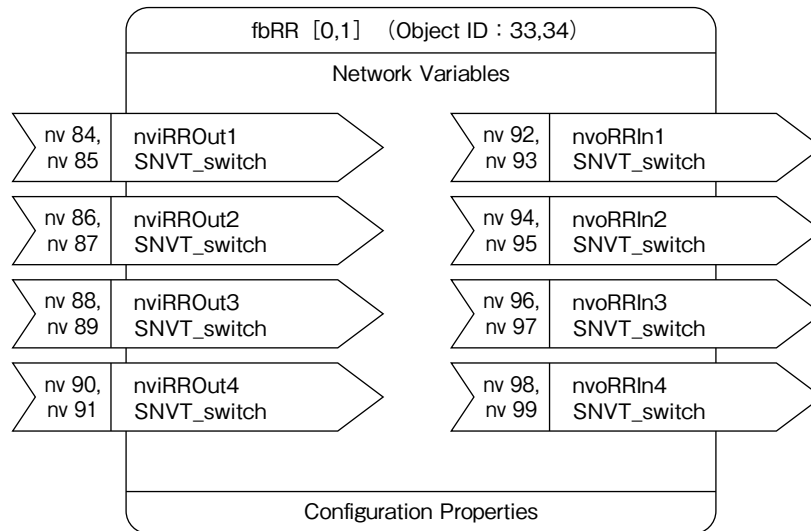 fbRR［0,1］（Object ID：33,34）
Network Variables
nv 84,
nv 85
nviRROut1
SNVT_switch
nv 92,
nv 93
nvoRRIn1
SNVT_switch
nv 86,
nv 87
nviRROut2
SNVT_switch
nv 94,
nv 95
nvoRRIn2
SNVT_switch
nv 88,
nv 89
nviRROut3
SNVT_switch
nv 96,
nv 97
nvoRRIn3
SNVT_switch
nv 90,
nv 91
nviRROut4
SNVT_switch
nv 98,
nv 99
nvoRRIn4
SNVT_switch
Configuration Properties